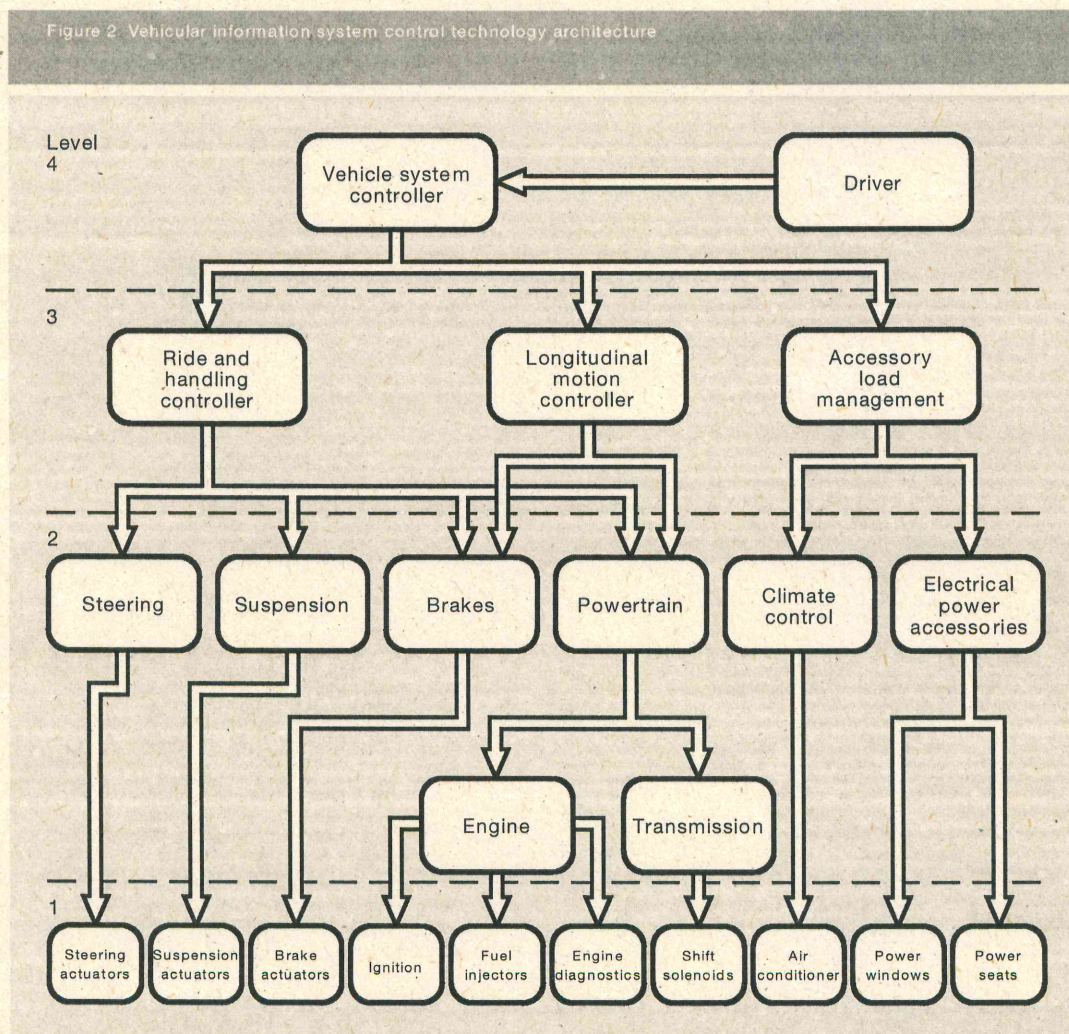 Figure 2 Vehicular information system control technology architecture
Level
4
Vehicle system
controller
Driver
3
Ride and
handling
controller
Longitudinal
motion
controller
Accessory
load
management
2
Steering
Suspension
Brakes
Powertrain
Climate
control
Electrical
power
accessories
Engine
Transmission
1
Steering
actuators
Suspension
actuators
Brake
actuators
Ignition
Fuel
injectors
Engine
diagnostics
Shift
solenoids
Air
conditioner
Power
windows
Power
seats